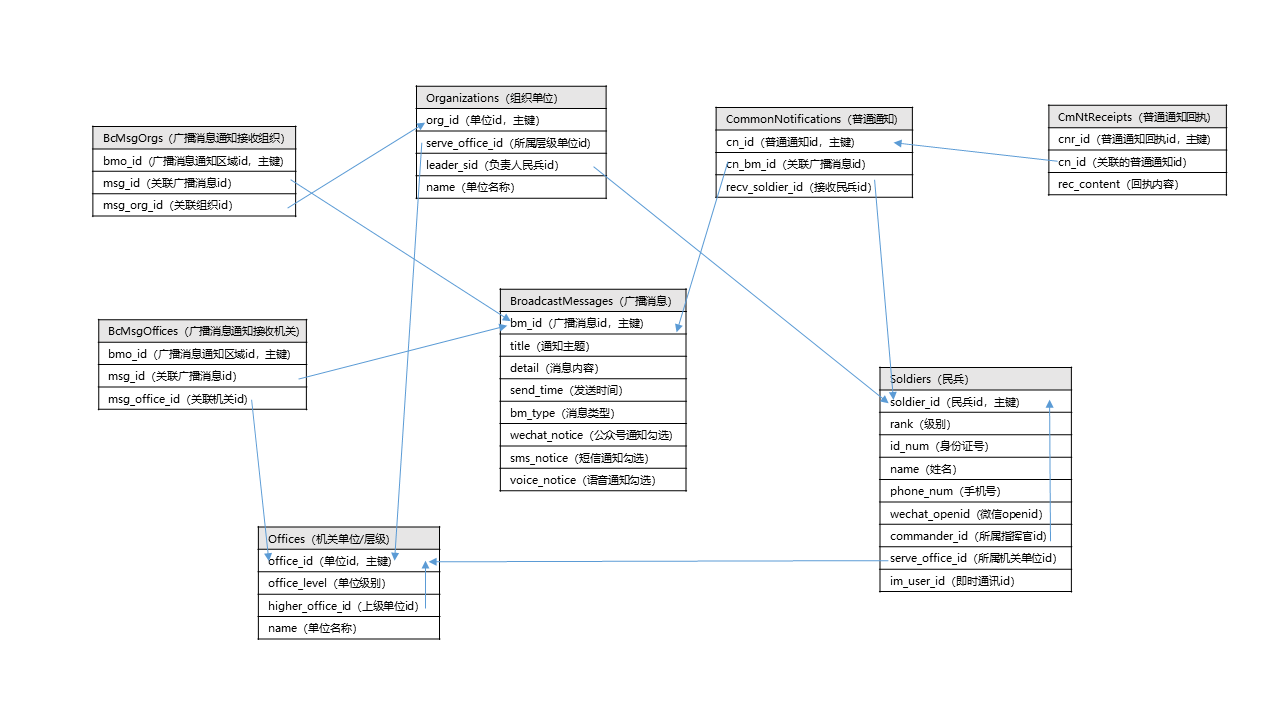 Organizations（组织单位)
org_id（单位id，主键)
serve_office_id（所属层级单位id)
leader_sid（负责人民兵id)
name（单位名称)
CommonNotifications（普通通知)
cn_id（普通通知id，主键)
cn_bm_id（关联广播消息id)
recv_soldier_id（接收民兵id)
CmNtReceipts（普通通知回执)
cnr_id（普通通知回执id，主键)
cn_id（关联的普通通知id)
rec_content（回执内容)
BcMsgOrgs（广播消息通知接收组织)
bmo_id（广播消息通知区域id，主键)
msg_id（关联广播消息id)
msg_org_id（关联组织id)
BroadcastMessages（广播消息)
bm_id（广播消息id，主键)
title（通知主题)
detail（消息内容)
send_time（发送时间)
bm_type（消息类型)
wechat_notice（公众号通知勾选)
sms_notice（短信通知勾选)
voice_notice（语音通知勾选)
BcMsgOffices（广播消息通知接收机关)
bmo_id（广播消息通知区域id，主键)
msg_id（关联广播消息id)
msg_office_id（关联机关id)
Soldiers（民兵)
soldier_id（民兵id，主键)
rank（级别)
id_num（身份证号)
name（姓名)
phone_num（手机号)
wechat_openid（微信openid)
commander_id（所属指挥官id)
serve_office_id（所属机关单位id)
im_user_id（即时通讯id)
Offices（机关单位/层级)
office_id（单位id，主键)
office_level（单位级别)
higher_office_id（上级单位id)
name（单位名称)